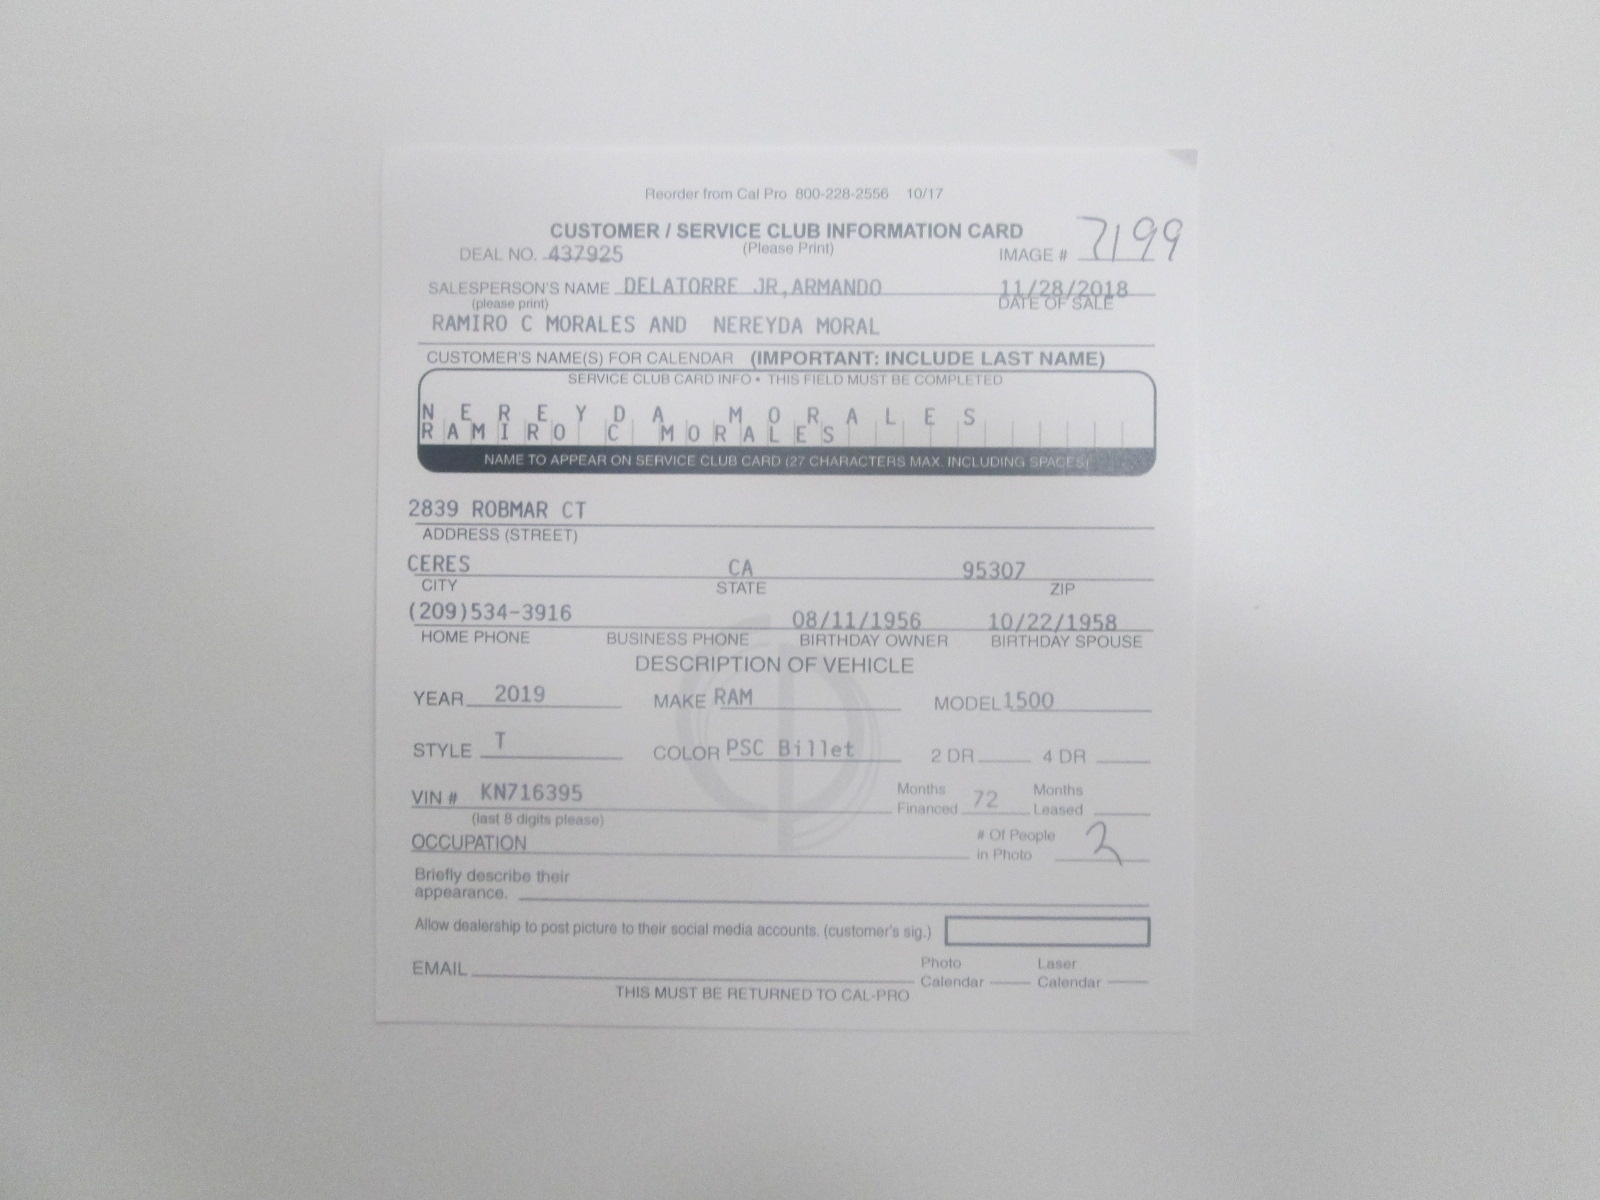 Reorder from Cal Pro 800-228-2556 10/17
CUSTOMER / SERVICE CLUB INFORMATION CARD
DEAL NO. 437925 (Please Print) IMAGE # 7199
SALESPERSON'S NAME DELATORRE JR,ARMANDO 11/28/2018
(please print) DATE OF SALE
RAMIRO C MORALES AND NEREYDA MORAL
CUSTOMER'S NAME(S) FOR CALENDAR (IMPORTANT: INCLUDE LAST NAME)
SERVICE CLUB CARD INFO • THIS FIELD MUST BE COMPLETED
NEREYDA MORALES
RAMIRO C MORALES
NAME TO APPEAR ON SERVICE CLUB CARD (27 CHARACTERS MAX. INCLUDING SPACES)
2839 ROBMAR CT
ADDRESS (STREET)
CERES CA 95307
CITY STATE ZIP
(209)534-3916 08/11/1956 10/22/1958
HOME PHONE BUSINESS PHONE BIRTHDAY OWNER BIRTHDAY SPOUSE
DESCRIPTION OF VEHICLE
YEAR 2019 MAKE RAM MODEL 1500
STYLE T COLOR PSC Billet 2 DR 4 DR
VIN # KN716395 Months Financed 72 Months Leased
(last 8 digits please)
OCCUPATION # Of People in Photo 2
Briefly describe their
appearance.
Allow dealership to post picture to their social media accounts. (customer's sig.)
EMAIL Photo Calendar Laser Calendar
THIS MUST BE RETURNED TO CAL-PRO